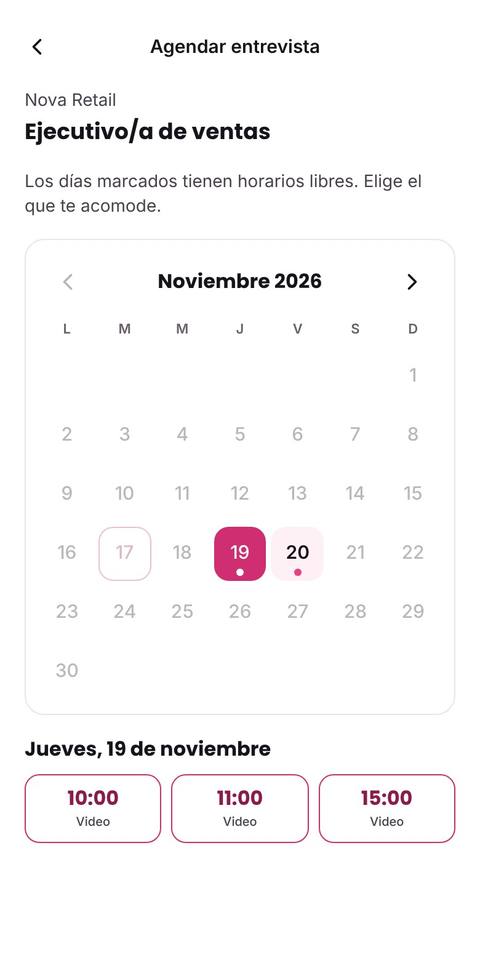 Agendar entrevista
Nova Retail
Ejecutivo/a de ventas
Los días marcados tienen horarios libres. Elige el
que te acomode.
Noviembre 2026
L M M J V S D
1
2 3 4 5 6 7 8
9 10 11 12 13 14 15
16 17 18 19 20 21 22
23 24 25 26 27 28 29
30
Jueves, 19 de noviembre
10:00 11:00 15:00
Video Video Video